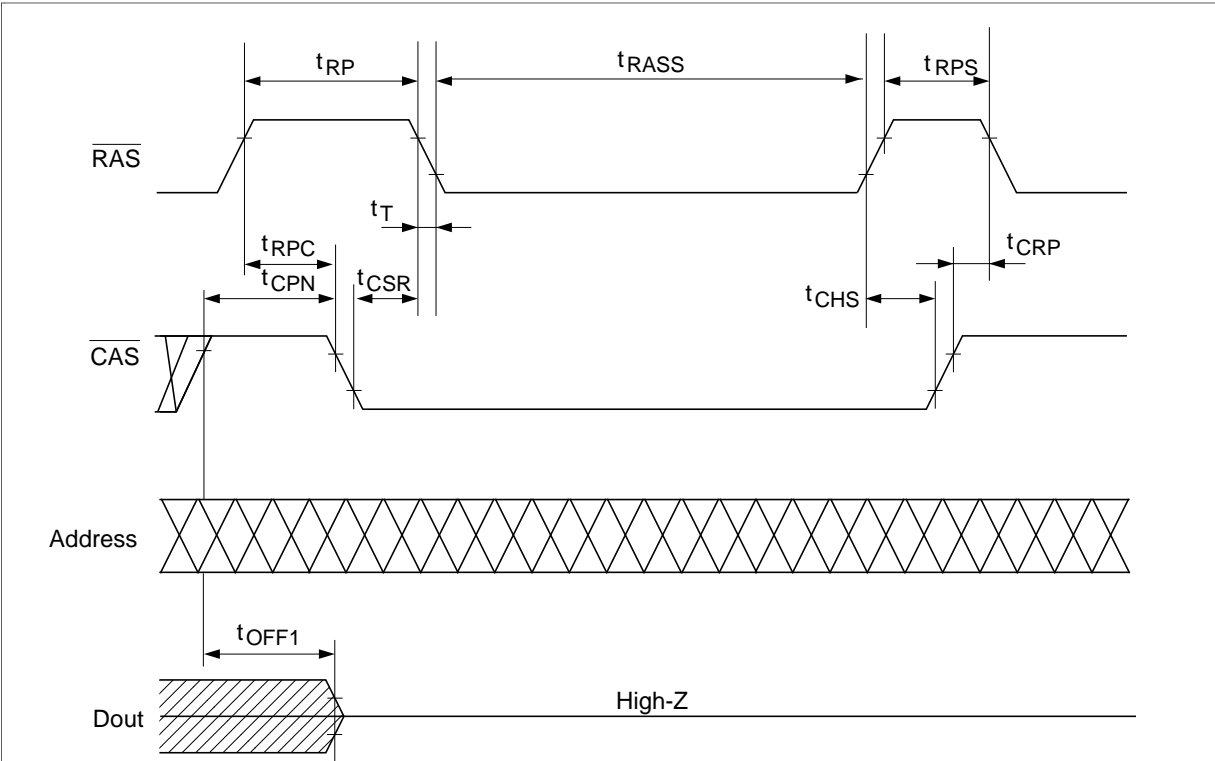 tRP
tRASS
tRPS
RAS
tT
tRPC
tCRP
tCPN
tCSR
tCHS
CAS
Address
tOFF1
High-Z
Dout